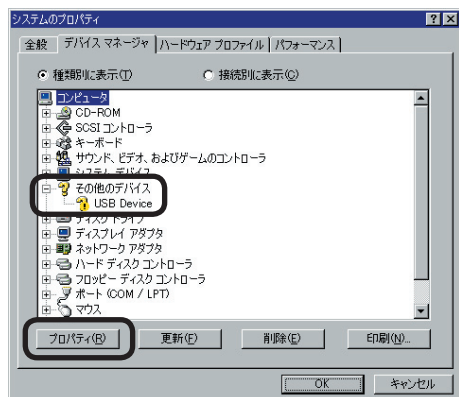 システムのプロパティ
全般 デバイス マネージャ ハードウェア プロファイル パフォーマンス
種類別に表示(T) 接続別に表示(C)
コンピュータ
CD-ROM
SCSI コントローラ
キーボード
サウンド、ビデオ、およびゲームのコントローラ
システム デバイス
その他のデバイス
USB Device
ディスク ドライブ
ディスプレイ アダプタ
ネットワーク アダプタ
ハード ディスク コントローラ
フロッピー ディスク コントローラ
ポート (COM / LPT)
マウス
プロパティ(R) 更新(F) 削除(E) 印刷(N)...
OK キャンセル